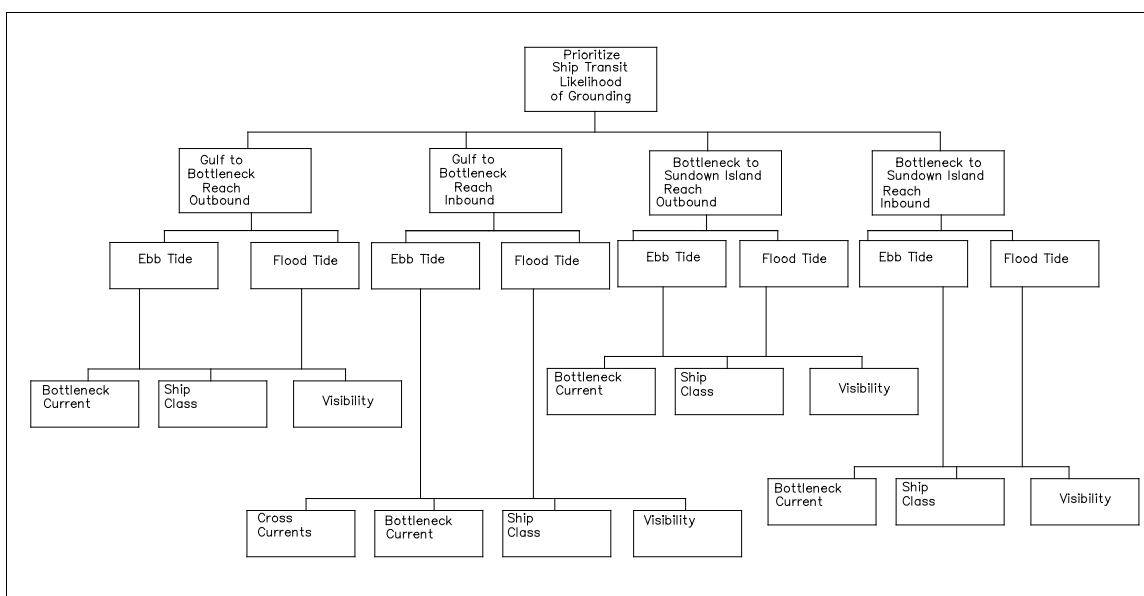 Prioritize
Ship Transit
Likelihood
of Grounding
Gulf to
Bottleneck
Reach
Outbound
Gulf to
Bottleneck
Reach
Inbound
Bottleneck to
Sundown Island
Reach
Outbound
Bottleneck to
Sundown Island
Reach
Inbound
Ebb Tide
Flood Tide
Ebb Tide
Flood Tide
Ebb Tide
Flood Tide
Ebb Tide
Flood Tide
Bottleneck
Current
Ship
Class
Visibility
Bottleneck
Current
Ship
Class
Visibility
Cross
Currents
Bottleneck
Current
Ship
Class
Visibility
Bottleneck
Current
Ship
Class
Visibility